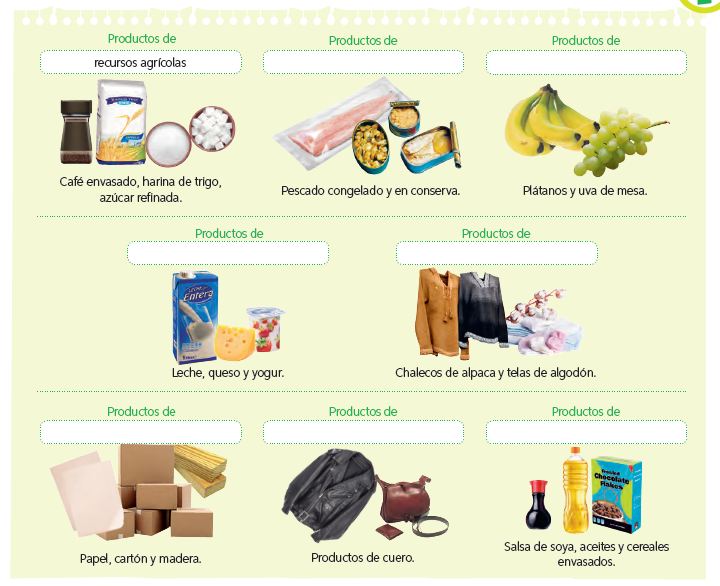 Productos de
recursos agrícolas
Productos de
Productos de
Café envasado, harina de trigo,
azúcar refinada.
Pescado congelado y en conserva.
Plátanos y uva de mesa.
Productos de
Productos de
LECHE
Entera
Leche, queso y yogur.
Chalecos de alpaca y telas de algodón.
Productos de
Productos de
Productos de
Frosted
Chocolate
Flakes
Papel, cartón y madera.
Productos de cuero.
Salsa de soya, aceites y cereales
envasados.